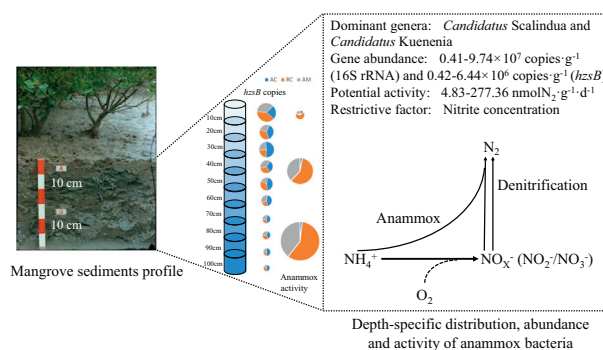 Dominant genera: Candidatus Scalindua and
Candidatus Kuenenia
Gene abundance: 0.41-9.74×10⁷ copies·g⁻¹
(16S rRNA) and 0.42-6.44×10⁶ copies·g⁻¹ (hzsB)
Potential activity: 4.83-277.36 nmolN₂·g⁻¹·d⁻¹
Restrictive factor: Nitrite concentration
AC RC AM
hzsB copies
10cm
20cm
30cm
40cm
50cm
60cm
70cm
80cm
90cm
100cm
Anammox
activity
A
10 cm
G
10 cm
Mangrove sediments profile
N₂
Denitrification
Anammox
NH₄⁺
NOₓ⁻ (NO₂⁻/NO₃⁻)
O₂
Depth-specific distribution, abundance
and activity of anammox bacteria